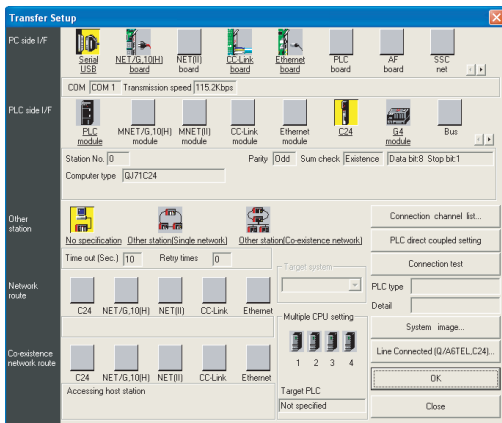 Transfer Setup
PC side I/F
Serial USB
NET/G,10(H) board
NET(II) board
CC-Link board
Ethernet board
PLC board
AF board
SSC net
COM COM 1 Transmission speed 115.2Kbps
PLC side I/F
PLC module
MNET/G,10(H) module
MNET(II) module
CC-Link module
Ethernet module
C24
G4 module
Bus
Station No. 0 Parity Odd Sum check Existence Data bit:8 Stop bit:1
Computer type QJ71C24
Other station
No specification Other station(Single network) Other station(Co-existence network)
Time out (Sec.) 10 Retry times 0
Connection channel list...
PLC direct coupled setting
Connection test
PLC type
Detail
System image...
Line Connected (Q/A6TEL,C24)...
OK
Close
Target system
Network route
C24 NET/G,10(H) NET(II) CC-Link Ethernet
Multiple CPU setting
1 2 3 4
Target PLC
Not specified
Co-existence network route
C24 NET/G,10(H) NET(II) CC-Link Ethernet
Accessing host station